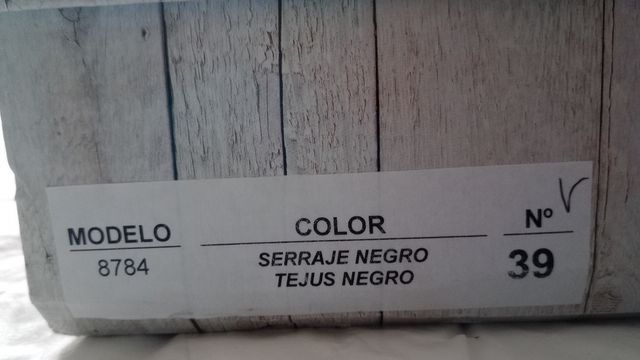 MODELO COLOR Nº V
8784 SERRAJE NEGRO 39
TEJUS NEGRO